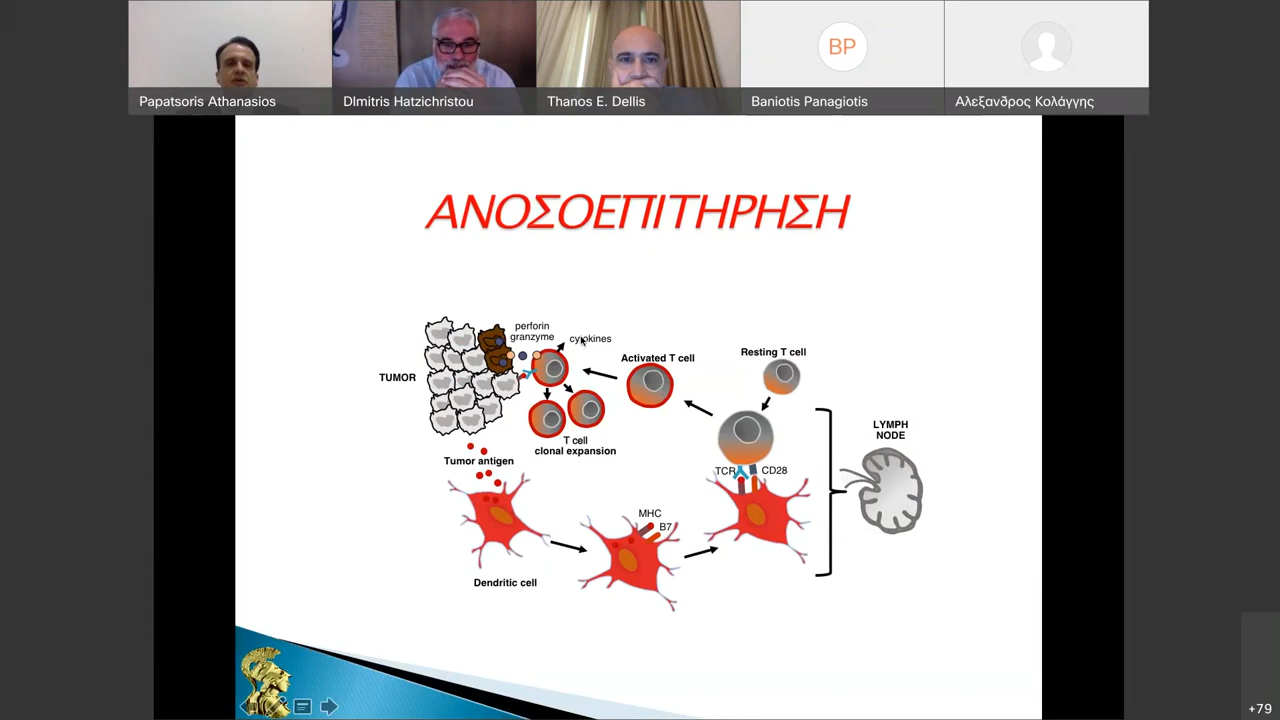 Papatsoris Athanasios
DImitris Hatzichristou
Thanos E. Dellis
BP
Baniotis Panagiotis
Αλεξανδρος Κολάγγης
ΑΝΟΣΟΕΠΙΤΗΡΗΣΗ
perforin
granzyme
cytokines
Activated T cell
Resting T cell
TUMOR
LYMPH
NODE
T cell
clonal expansion
Tumor antigen
TCR
CD28
MHC
B7
Dendritic cell
+79